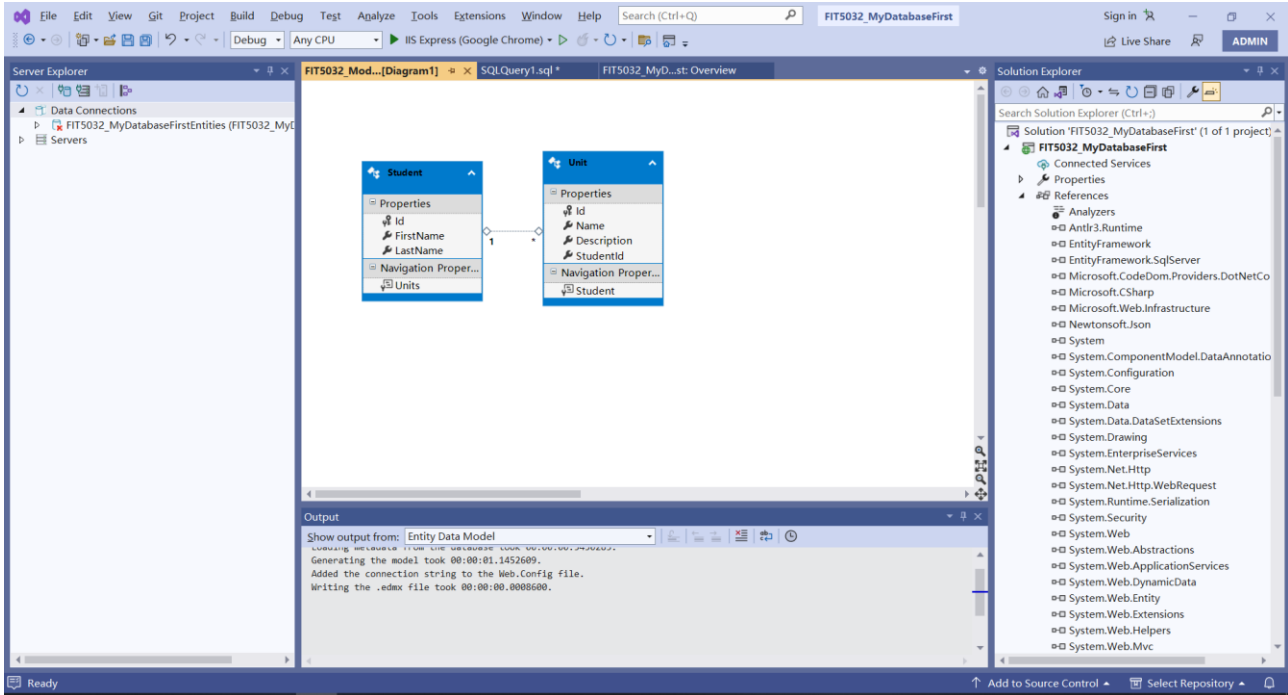 File Edit View Git Project Build Debug Test Analyze Tools Extensions Window Help Search (Ctrl+Q) FIT5032_MyDatabaseFirst Sign in
Debug Any CPU IIS Express (Google Chrome) Live Share ADMIN
Server Explorer
Data Connections
FIT5032_MyDatabaseFirstEntities (FIT5032_MyD
Servers
FIT5032_Mod...[Diagram1] SQLQuery1.sql * FIT5032_MyD...st: Overview
Student
Properties
Id
FirstName
LastName
Navigation Proper...
Units
1 *
Unit
Properties
Id
Name
Description
StudentId
Navigation Proper...
Student
Output
Show output from: Entity Data Model
Loading metadata from the database took
Generating the model took 00:00:01.1452609.
Added the connection string to the Web.Config file.
Writing the .edmx file took 00:00:00.0008600.
Solution Explorer
Search Solution Explorer (Ctrl+;)
Solution 'FIT5032_MyDatabaseFirst' (1 of 1 project)
FIT5032_MyDatabaseFirst
Connected Services
Properties
References
Analyzers
Antlr3.Runtime
EntityFramework
EntityFramework.SqlServer
Microsoft.CodeDom.Providers.DotNetCo
Microsoft.CSharp
Microsoft.Web.Infrastructure
Newtonsoft.Json
System
System.ComponentModel.DataAnnotatio
System.Configuration
System.Core
System.Data
System.Data.DataSetExtensions
System.Drawing
System.EnterpriseServices
System.Net.Http
System.Net.Http.WebRequest
System.Runtime.Serialization
System.Security
System.Web
System.Web.Abstractions
System.Web.ApplicationServices
System.Web.DynamicData
System.Web.Entity
System.Web.Extensions
System.Web.Helpers
System.Web.Mvc
Ready Add to Source Control Select Repository